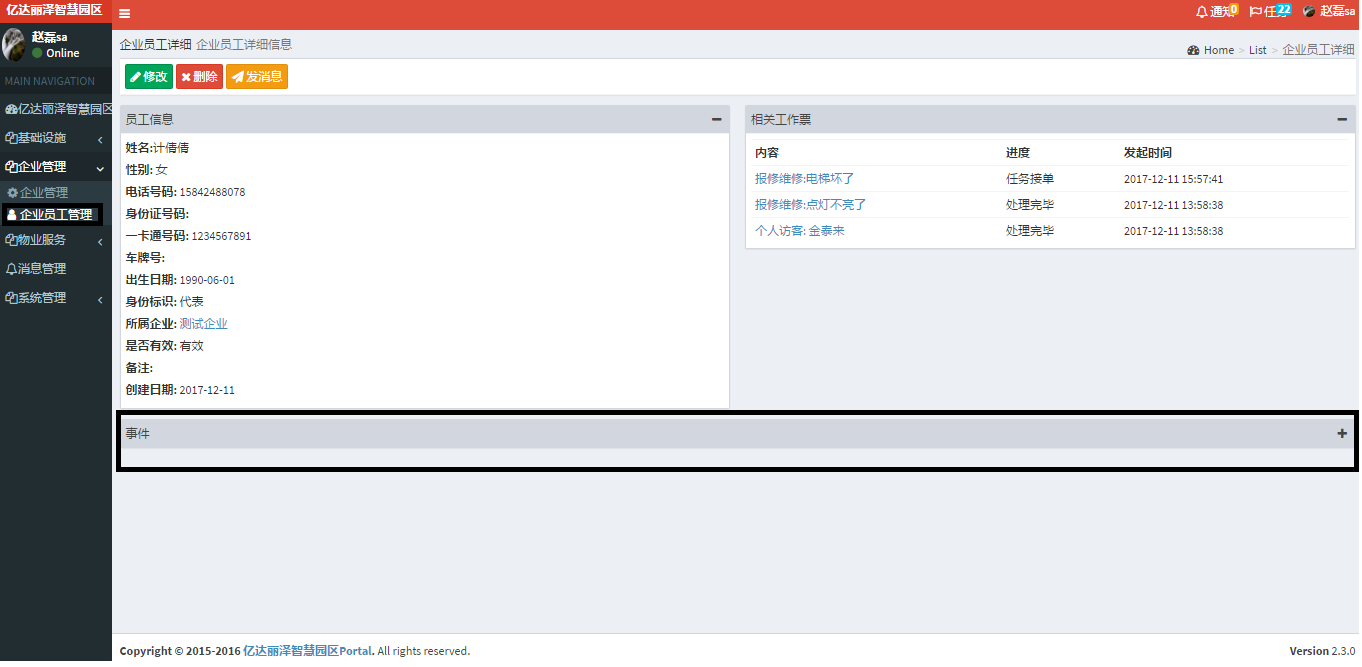 亿达丽泽智慧园区
通知0 任务22 赵磊sa
赵磊sa
Online
MAIN NAVIGATION
亿达丽泽智慧园区
基础设施
企业管理
企业管理
企业员工管理
物业服务
消息管理
系统管理
企业员工详细 企业员工详细信息
Home > List > 企业员工详细
修改 删除 发消息
员工信息
姓名:计倩倩
性别: 女
电话号码: 15842488078
身份证号码:
一卡通号码: 1234567891
车牌号:
出生日期: 1990-06-01
身份标识: 代表
所属企业: 测试企业
是否有效: 有效
备注:
创建日期: 2017-12-11
相关工作票
内容 进度 发起时间
报修维修:电梯坏了 任务接单 2017-12-11 15:57:41
报修维修:点灯不亮了 处理完毕 2017-12-11 13:58:38
个人访客: 金泰来 处理完毕 2017-12-11 13:58:38
事件
Copyright © 2015-2016 亿达丽泽智慧园区Portal. All rights reserved.
Version 2.3.0